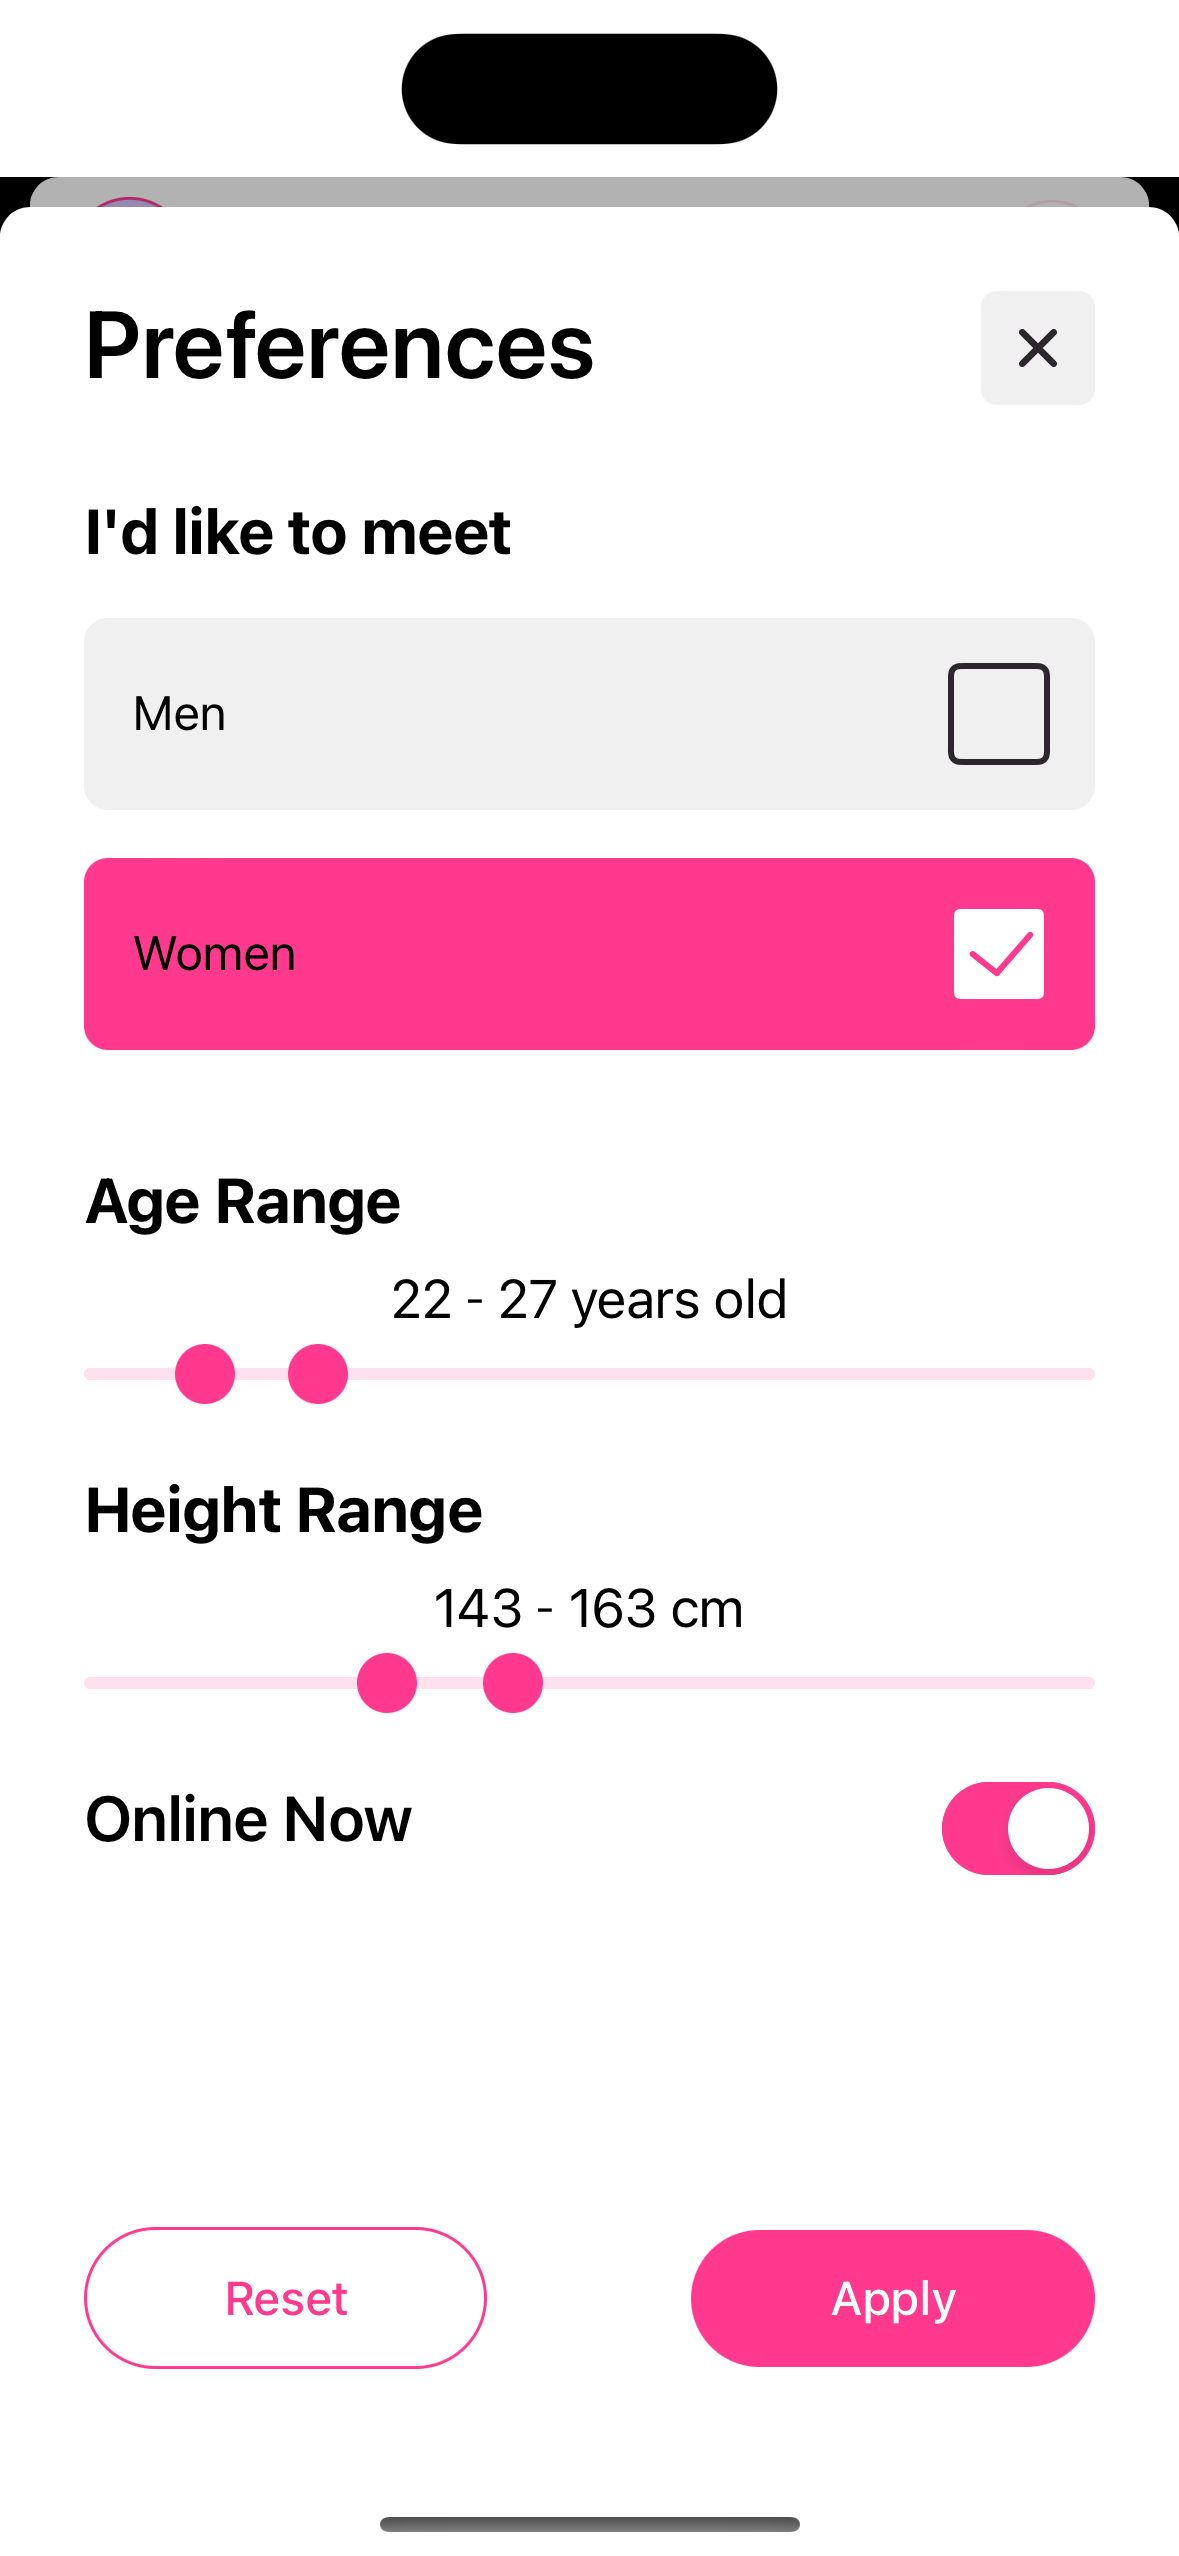 Preferences
I'd like to meet
Men
Women
Age Range
22 - 27 years old
Height Range
143 - 163 cm
Online Now
Reset
Apply